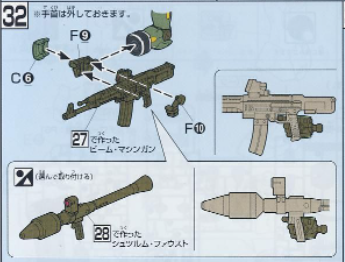 32 ※手首は外しておきます。
F9
C6
F10
27で作った
ビーム・マシンガン
(選んで取り付ける)
28で作った
シュツルム・ファウスト